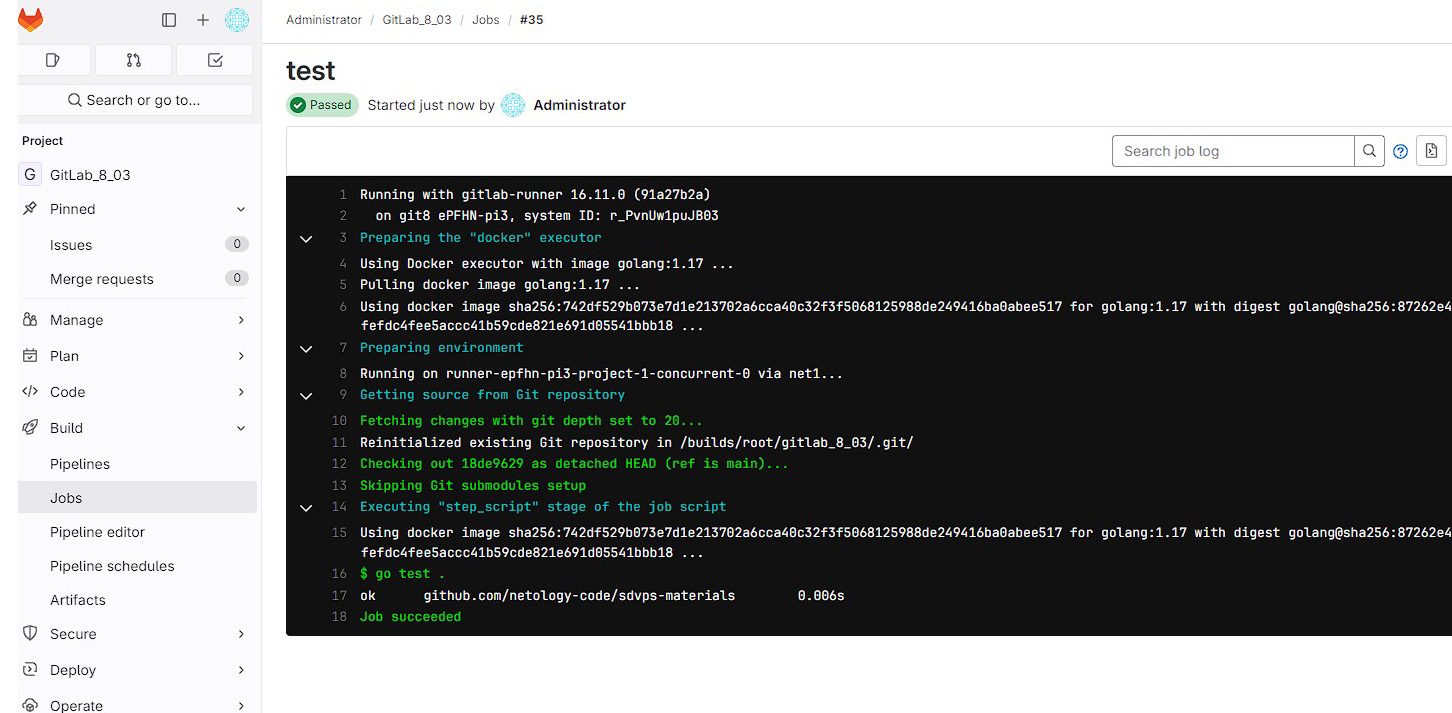 Administrator / GitLab_8_03 / Jobs / #35
Search or go to...
Project
G GitLab_8_03
Pinned
Issues 0
Merge requests 0
Manage
Plan
Code
Build
Pipelines
Jobs
Pipeline editor
Pipeline schedules
Artifacts
Secure
Deploy
Operate
test
Passed Started just now by Administrator
Search job log
1 Running with gitlab-runner 16.11.0 (91a27b2a)
2 on git8 ePFHN-pi3, system ID: r_PvnUw1puJB03
3 Preparing the "docker" executor
4 Using Docker executor with image golang:1.17 ...
5 Pulling docker image golang:1.17 ...
6 Using docker image sha256:742df529b073e7d1e213702a6cca40c32f3f5068125988de249416ba0abee517 for golang:1.17 with digest golang@sha256:87262e4
fefdc4fee5accc41b59cde821e691d05541bbb18 ...
7 Preparing environment
8 Running on runner-epfhn-pi3-project-1-concurrent-0 via net1...
9 Getting source from Git repository
10 Fetching changes with git depth set to 20...
11 Reinitialized existing Git repository in /builds/root/gitlab_8_03/.git/
12 Checking out 18de9629 as detached HEAD (ref is main)...
13 Skipping Git submodules setup
14 Executing "step_script" stage of the job script
15 Using docker image sha256:742df529b073e7d1e213702a6cca40c32f3f5068125988de249416ba0abee517 for golang:1.17 with digest golang@sha256:87262e4
fefdc4fee5accc41b59cde821e691d05541bbb18 ...
16 $ go test .
17 ok github.com/netology-code/sdvps-materials 0.006s
18 Job succeeded